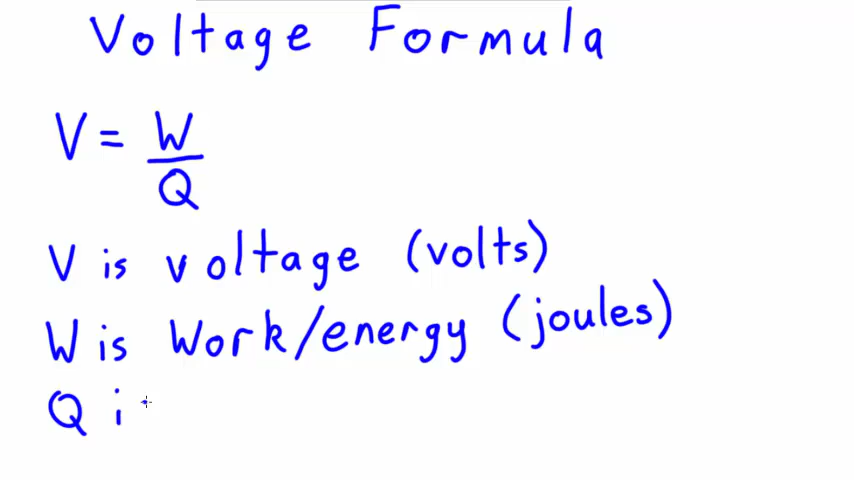 Voltage Formula
V = W
Q
V is voltage (volts)
W is Work/energy (joules)
Q i